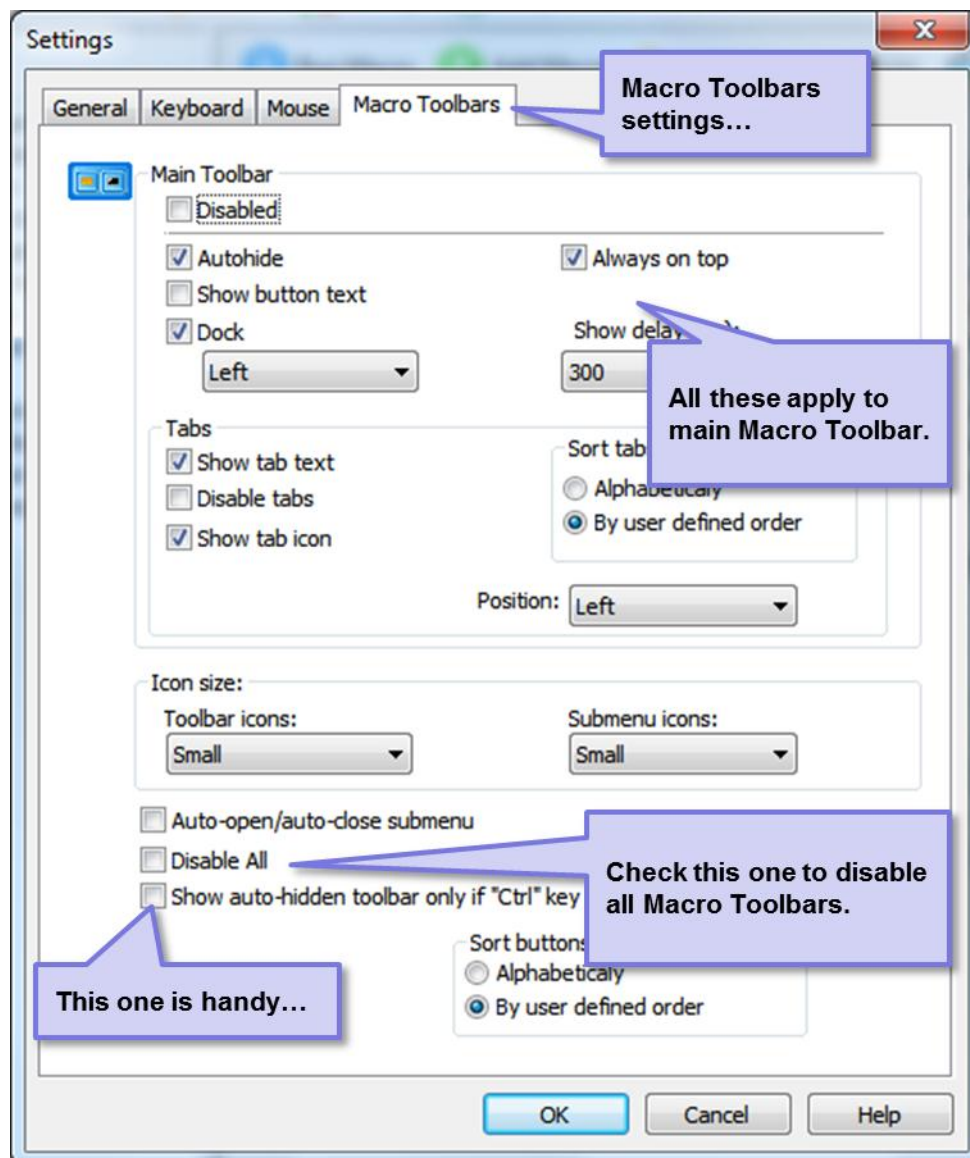 Settings
General Keyboard Mouse Macro Toolbars
Macro Toolbars
settings…
Main Toolbar
Disabled
Autohide
Always on top
Show button text
Dock
Show delay
Left
300
All these apply to
main Macro Toolbar.
Tabs
Show tab text
Disable tabs
Show tab icon
Sort tab
Alphabeticaly
By user defined order
Position: Left
Icon size:
Toolbar icons:
Small
Submenu icons:
Small
Auto-open/auto-close submenu
Disable All
Show auto-hidden toolbar only if "Ctrl" key
Check this one to disable
all Macro Toolbars.
This one is handy…
Sort buttons
Alphabeticaly
By user defined order
OK Cancel Help